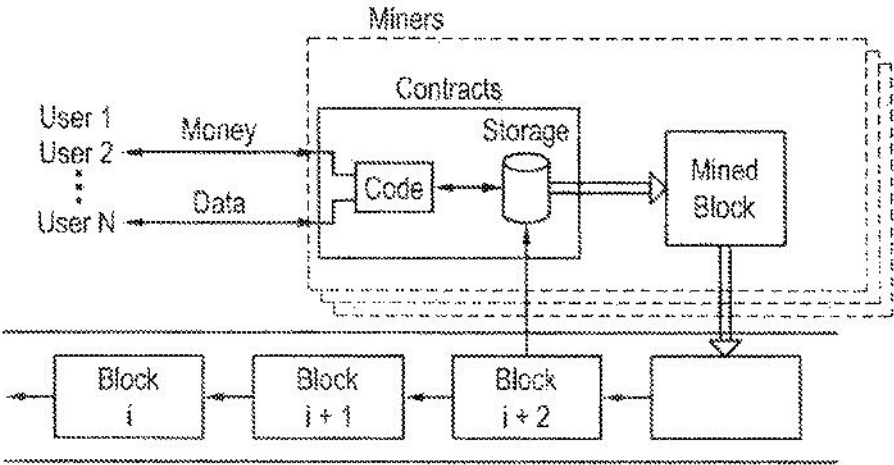 Miners
Contracts
User 1
User 2
User N
Money
Data
Code
Storage
Mined
Block
Block
i
Block
i + 1
Block
i + 2